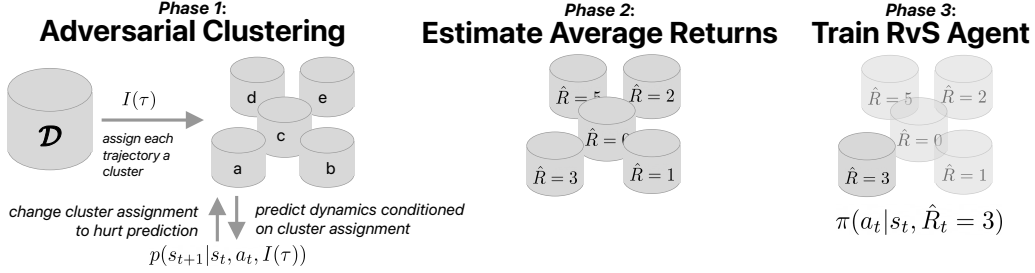 Phase 1:
Adversarial Clustering
𝓓
I(τ)
assign each
trajectory a
cluster
d
e
c
a
b
change cluster assignment
to hurt prediction
predict dynamics conditioned
on cluster assignment
p(s_{t+1}|s_t, a_t, I(τ))
Phase 2:
Estimate Average Returns
R̂ = 5
R̂ = 2
R̂ = 0
R̂ = 3
R̂ = 1
Phase 3:
Train RvS Agent
R̂ = 5
R̂ = 2
R̂ = 0
R̂ = 3
R̂ = 1
π(a_t|s_t, R̂_t = 3)